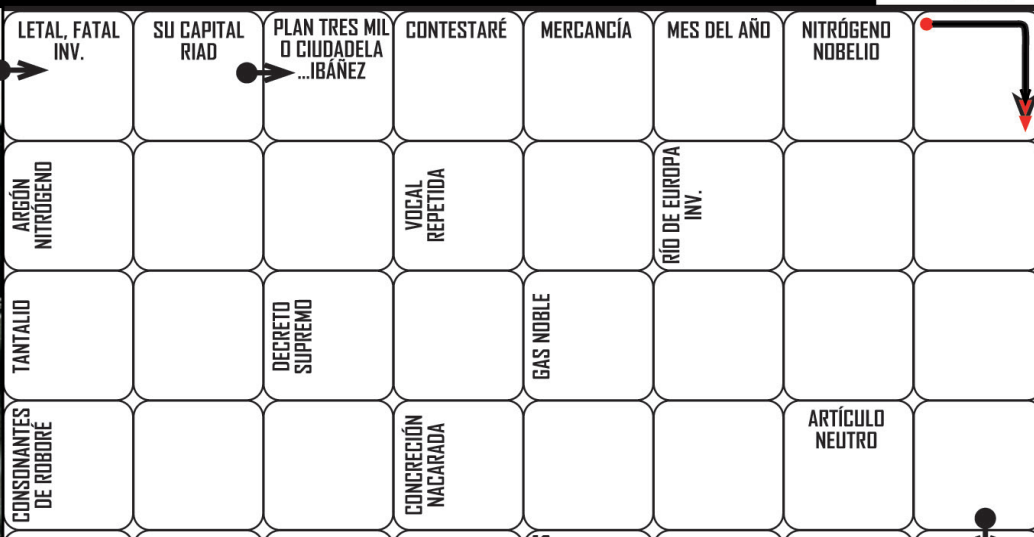 LETAL, FATAL
INV.
SU CAPITAL
RIAD
PLAN TRES MIL
O CIUDADELA
...IBÁÑEZ
CONTESTARÉ
MERCANCÍA
MES DEL AÑO
NITRÓGENO
NOBELIO
ARGÓN
NITRÓGENO
VOCAL
REPETIDA
RÍO DE EUROPA
INV.
TANTALIO
DECRETO
SUPREMO
GAS NOBLE
CONSONANTES
DE ROBORÉ
CONCRECIÓN
NACARADA
ARTÍCULO
NEUTRO